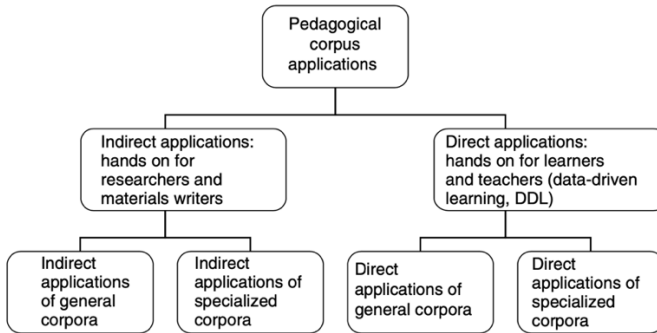 Pedagogical
corpus
applications
Indirect applications:
hands on for
researchers and
materials writers
Direct applications:
hands on for learners
and teachers (data-driven
learning, DDL)
Indirect
applications
of general
corpora
Indirect
applications of
specialized
corpora
Direct
applications of
general corpora
Direct
applications of
specialized
corpora